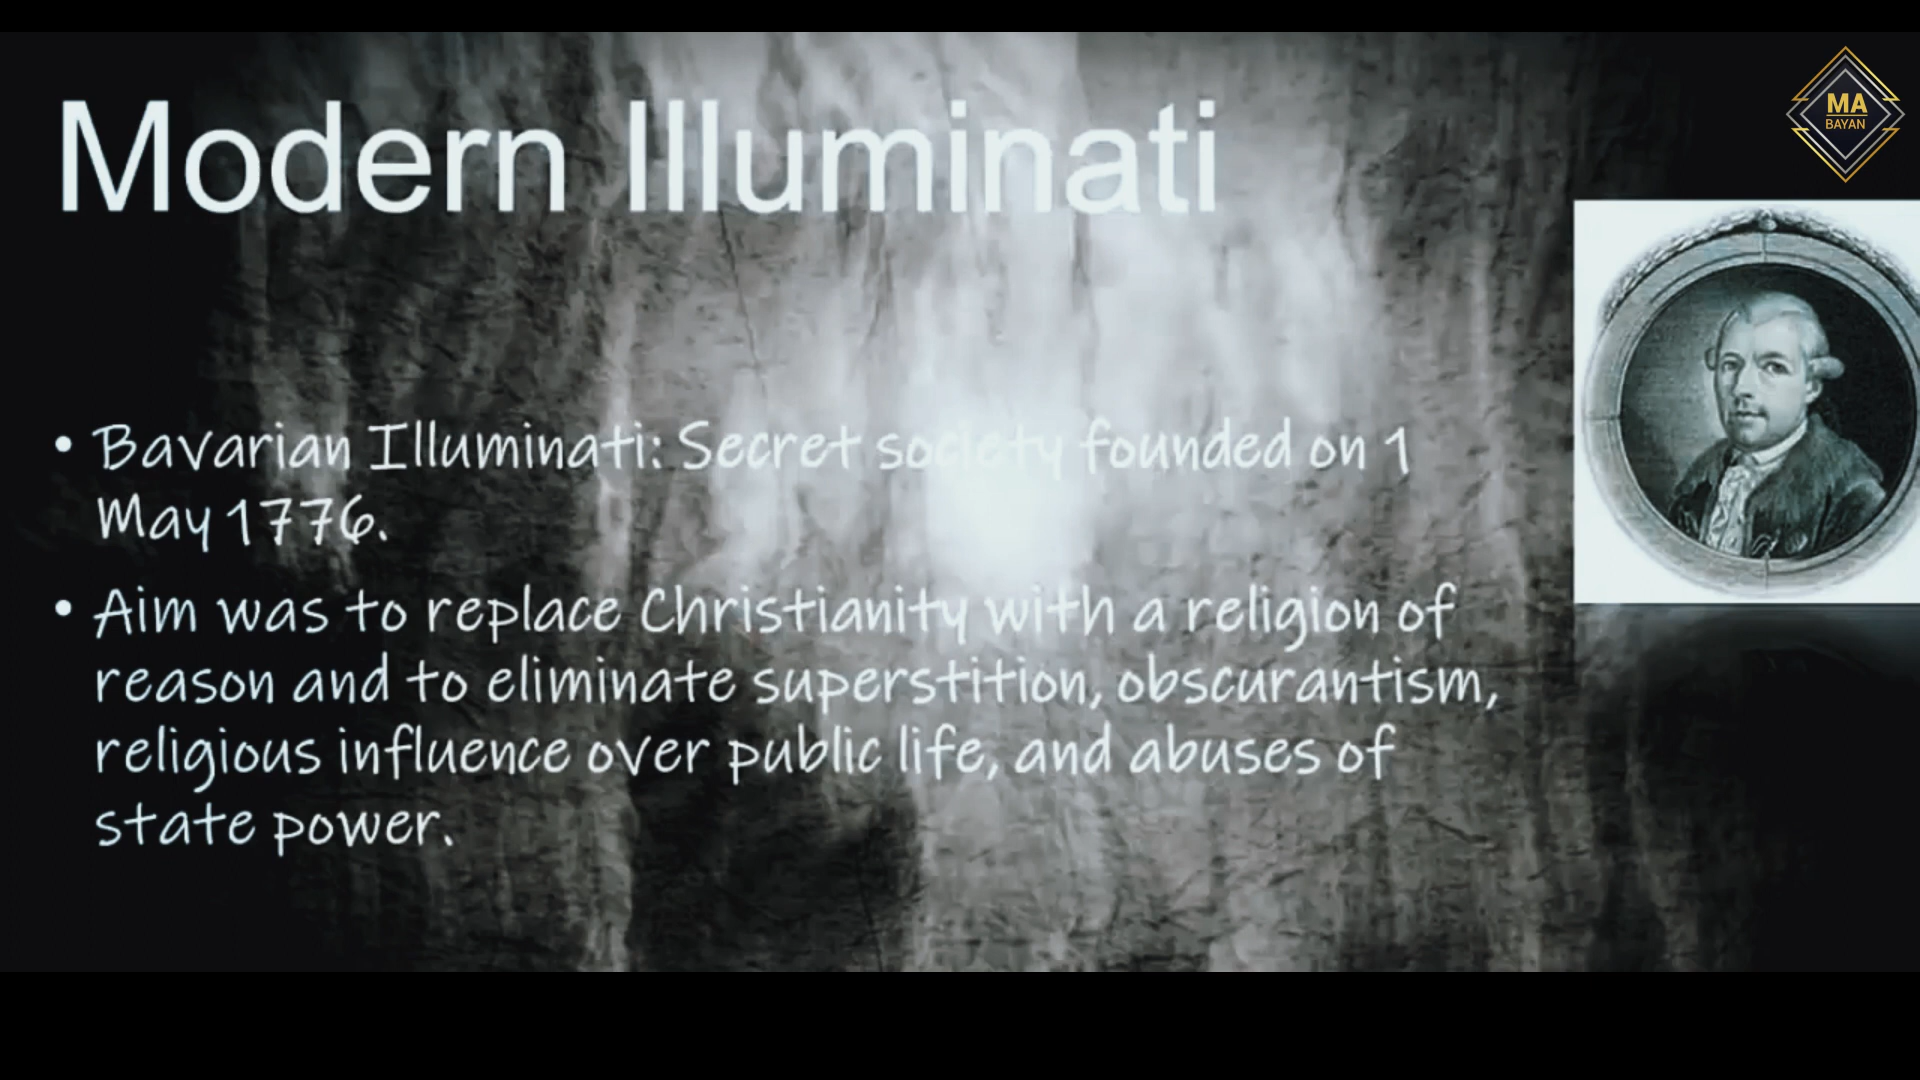 Modern Illuminati
MA
BAYAN
• Bavarian Illuminati: Secret society founded on 1
May 1776.
• Aim was to replace Christianity with a religion of
reason and to eliminate superstition, obscurantism,
religious influence over public life, and abuses of
state power.